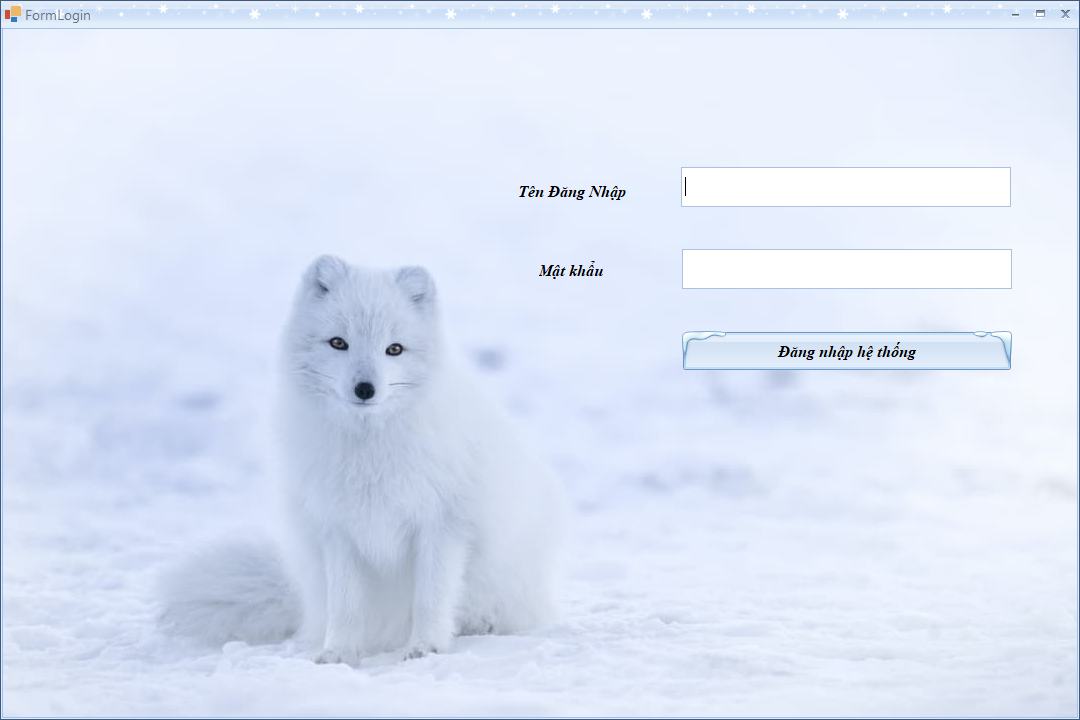 FormLogin
Tên Đăng Nhập
Mật khẩu
Đăng nhập hệ thống